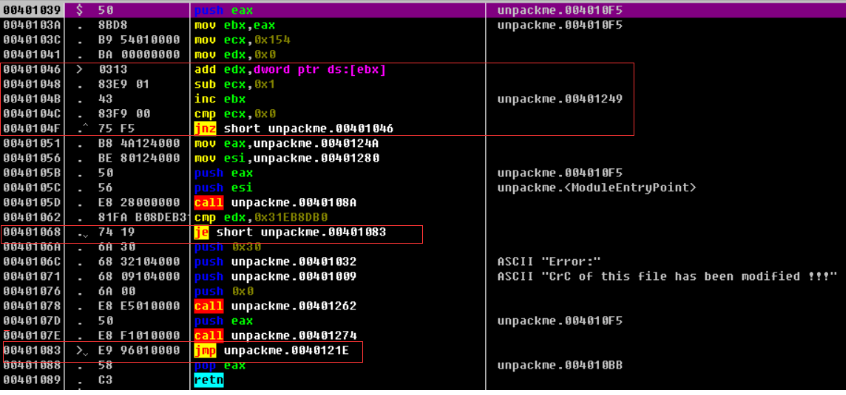 00401039 $ 50 push eax unpackme.004010F5
0040103A . 8BD8 mov ebx,eax unpackme.004010F5
0040103C . B9 54010000 mov ecx,0x154
00401041 . BA 00000000 mov edx,0x0
00401046 > 0313 add edx,dword ptr ds:[ebx]
00401048 . 83E9 01 sub ecx,0x1
0040104B . 43 inc ebx unpackme.00401249
0040104C . 83F9 00 cmp ecx,0x0
0040104F .^ 75 F5 jnz short unpackme.00401046
00401051 . B8 4A124000 mov eax,unpackme.0040124A
00401056 . BE 80124000 mov esi,unpackme.00401280
0040105B . 50 push eax unpackme.004010F5
0040105C . 56 push esi unpackme.<ModuleEntryPoint>
0040105D . E8 28000000 call unpackme.0040108A
00401062 . 81FA B08DEB31 cmp edx,0x31EB8DB0
00401068 .v 74 19 je short unpackme.00401083
0040106A . 6A 30 push 0x30
0040106C . 68 32104000 push unpackme.00401032 ASCII "Error:"
00401071 . 68 09104000 push unpackme.00401009 ASCII "CrC of this file has been modified !!!"
00401076 . 6A 00 push 0x0
00401078 . E8 E5010000 call unpackme.00401262
0040107D . 50 push eax unpackme.004010F5
0040107E . E8 F1010000 call unpackme.00401274
00401083 >v E9 96010000 jmp unpackme.0040121E
00401088 . 58 pop eax unpackme.004010BB
00401089 . C3 retn